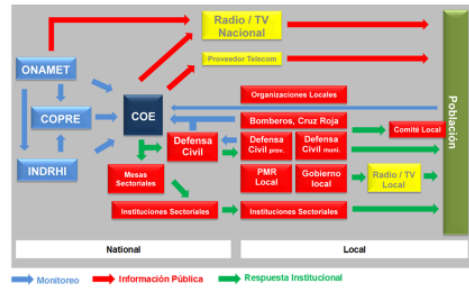 Radio / TV
Nacional
Proveedor Telecom
ONAMET
Organizaciones Locales
COPRE
COE
Bomberos, Cruz Roja
Población
Defensa
Civil
Defensa
Civil prov.
Defensa
Civil muni.
Comité Local
INDRHI
Mesas
Sectoriales
PMR
Local
Gobierno
local
Radio / TV
Local
Instituciones Sectoriales
Instituciones Sectoriales
National
Local
Monitoreo
Información Pública
Respuesta Institucional